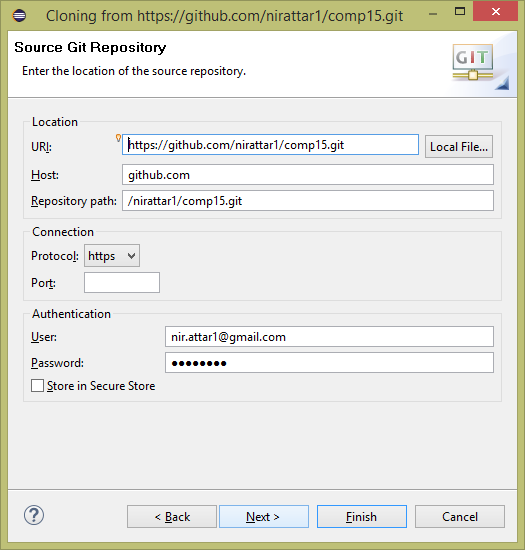 Cloning from https://github.com/nirattar1/comp15.git
Source Git Repository
Enter the location of the source repository.
GIT
Location
URI: https://github.com/nirattar1/comp15.git Local File...
Host: github.com
Repository path: /nirattar1/comp15.git
Connection
Protocol: https
Port:
Authentication
User: nir.attar1@gmail.com
Password: ●●●●●●●●
Store in Secure Store
? < Back Next > Finish Cancel